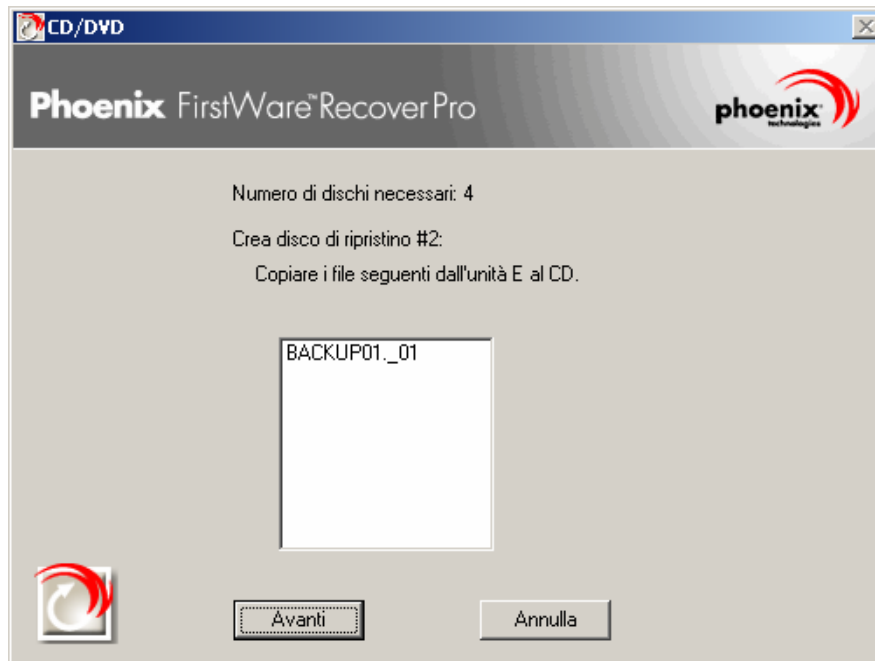 CD/DVD
Phoenix FirstWare™ Recover Pro
phoenix
technologies
Numero di dischi necessari: 4
Crea disco di ripristino #2:
Copiare i file seguenti dall'unità E al CD.
BACKUP01._01
Avanti
Annulla